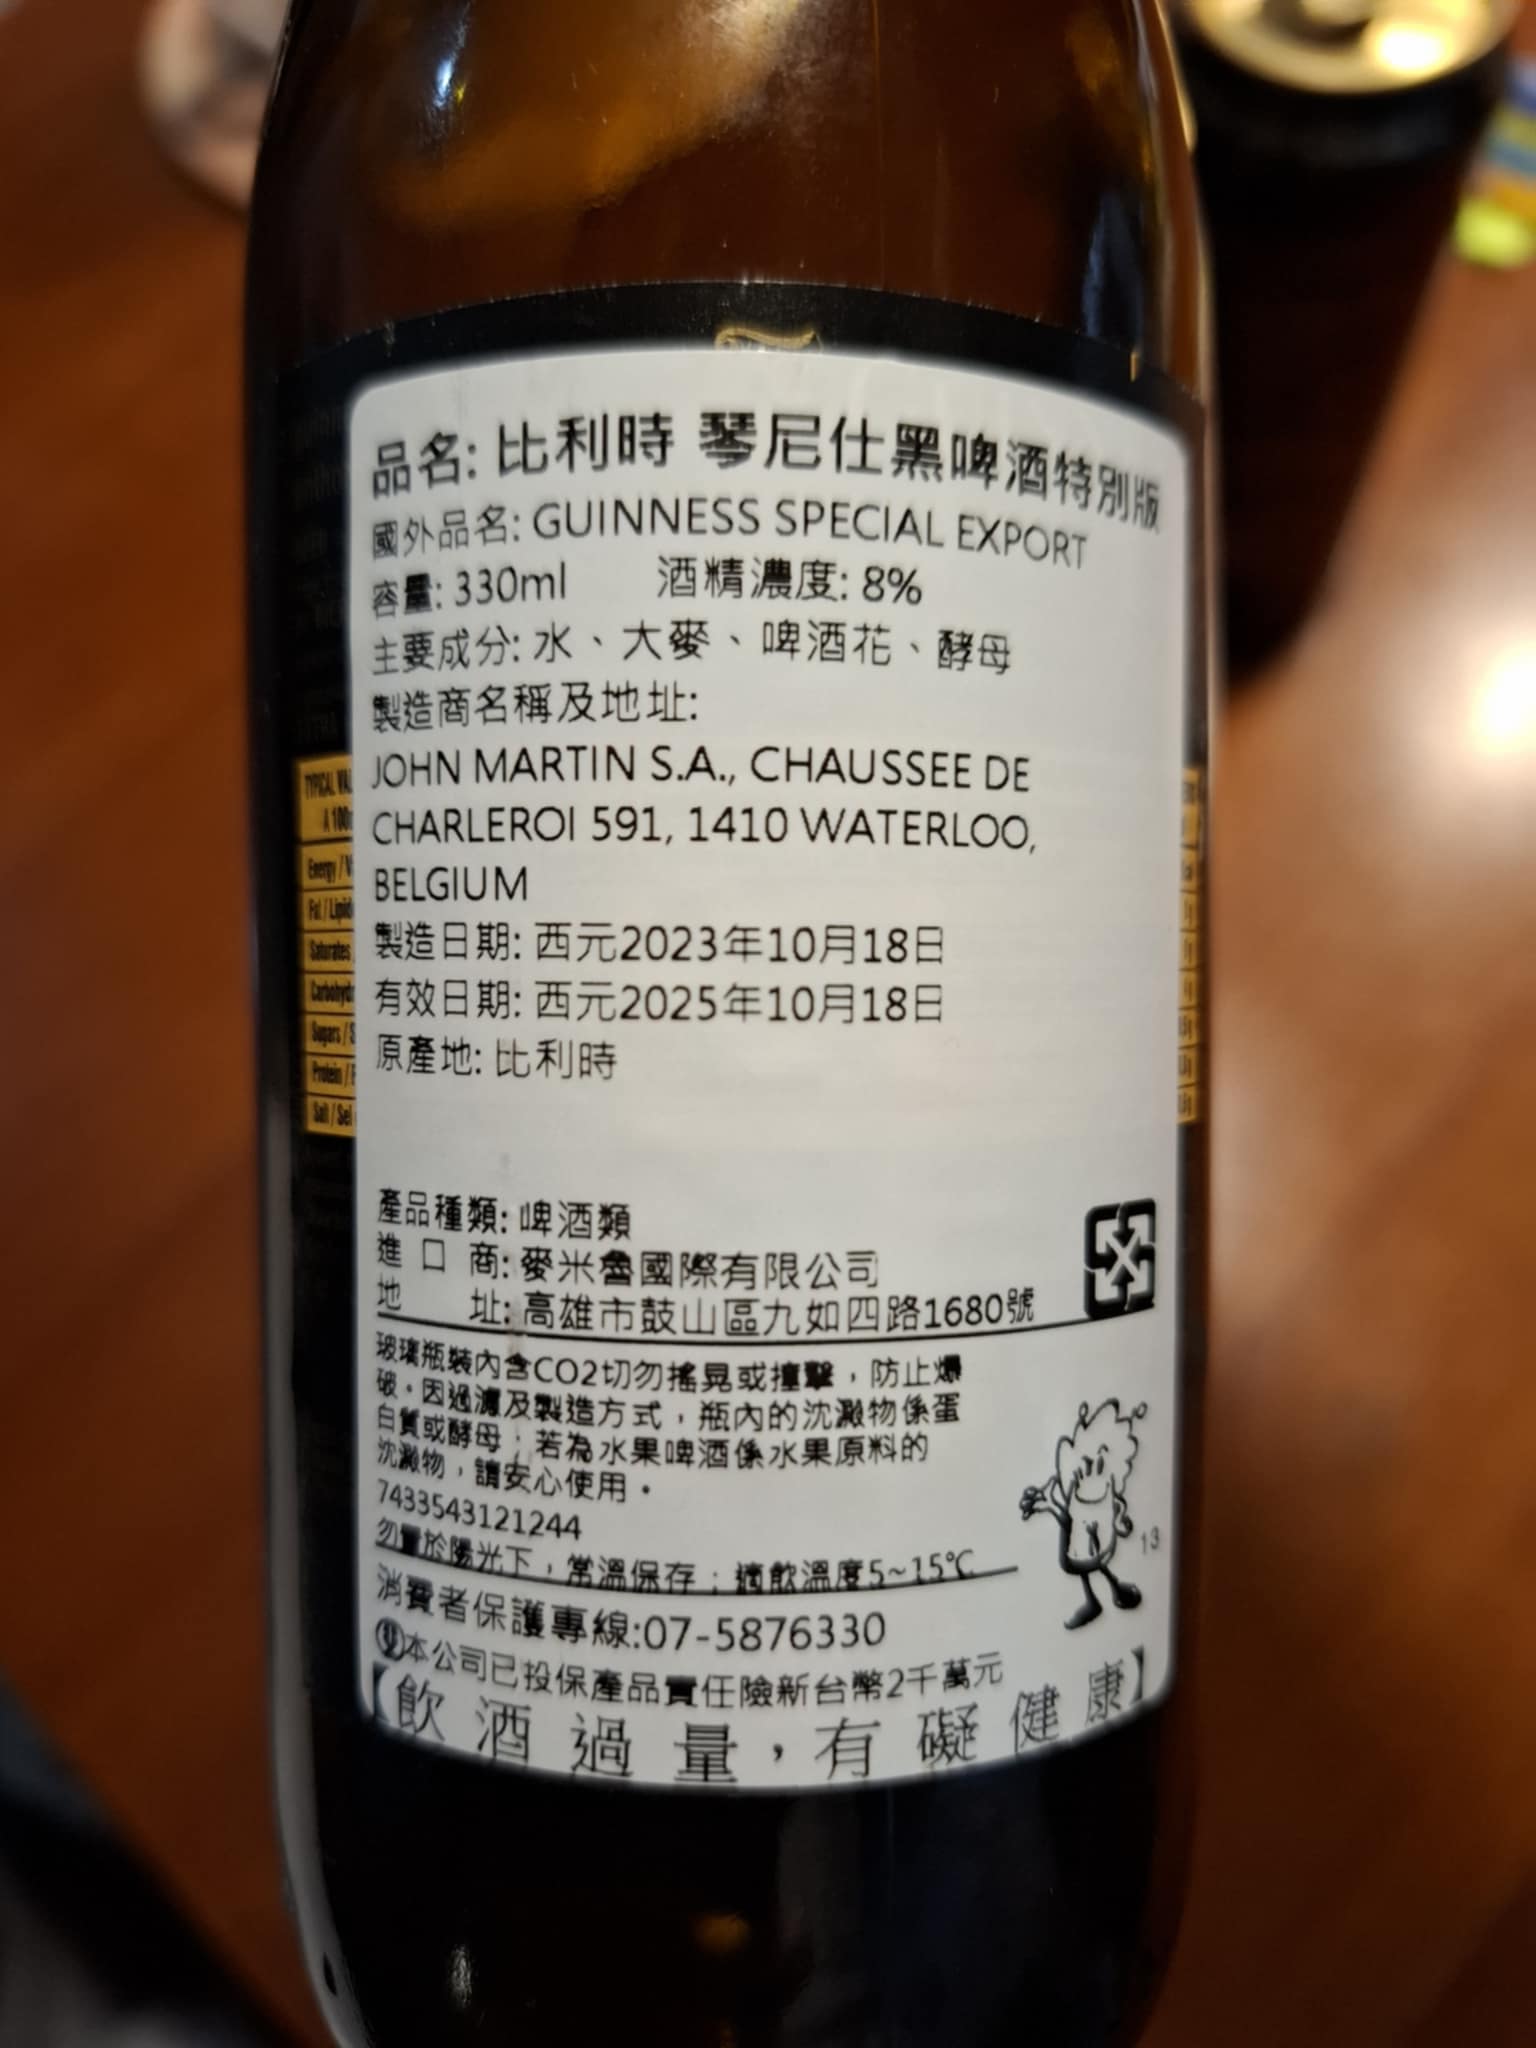 品名: 比利時 琴尼仕黑啤酒特別版
國外品名: GUINNESS SPECIAL EXPORT
容量: 330ml 酒精濃度: 8%
主要成分: 水、大麥、啤酒花、酵母
製造商名稱及地址:
JOHN MARTIN S.A., CHAUSSEE DE
CHARLEROI 591, 1410 WATERLOO,
BELGIUM
製造日期: 西元2023年10月18日
有效日期: 西元2025年10月18日
原產地: 比利時
產品種類: 啤酒類
進口商: 麥米魯國際有限公司
地址: 高雄市鼓山區九如四路1680號
玻璃瓶裝內含CO2切勿搖晃或撞擊，防止爆
破。因過濾及製造方式，瓶內的沈澱物係蛋
白質或酵母；若為水果啤酒係水果原料的
沈澱物，請安心使用。
7433543121244
勿置於陽光下，常溫保存；適飲溫度5~15℃
消費者保護專線:07-5876330
本公司已投保產品責任險新台幣2千萬元
【飲酒過量，有礙健康】
13
TYPICAL
Energy /
Fat / Lipid
Saturates
Carbohyd
Sugars /
Protein /
Salt / Sel